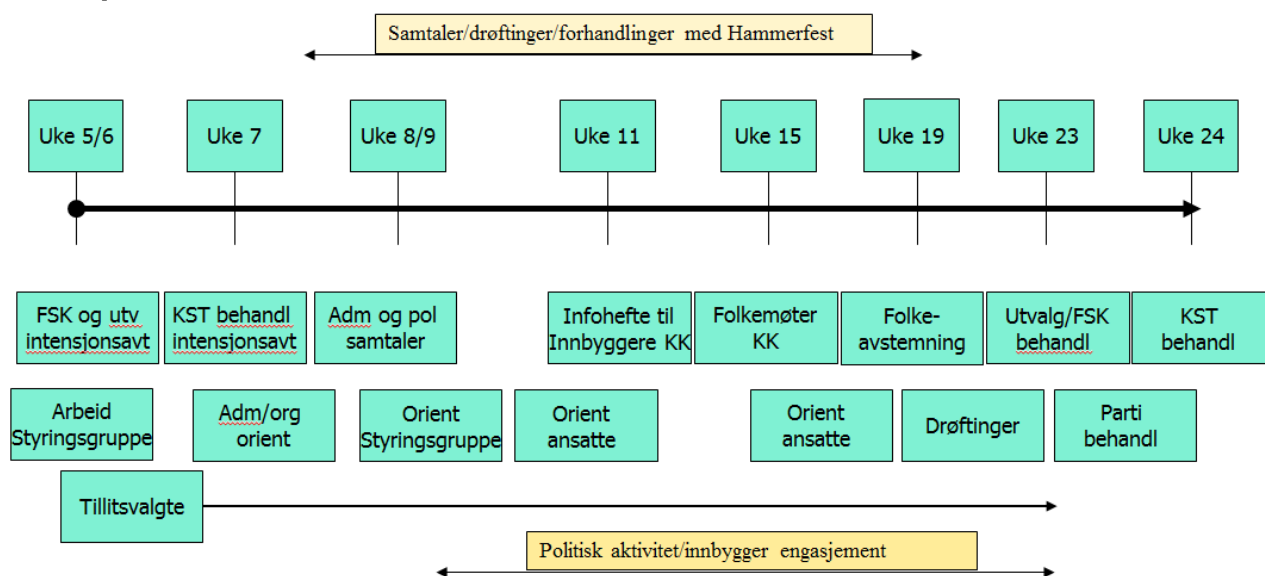 Samtaler/drøftinger/forhandlinger med Hammerfest
Uke 5/6
Uke 7
Uke 8/9
Uke 11
Uke 15
Uke 19
Uke 23
Uke 24
FSK og utv
intensjonsavt
KST behandl
intensjonsavt
Adm og pol
samtaler
Infohefte til
Innbyggere KK
Folkemøter
KK
Folke-
avstemning
Utvalg/FSK
behandl
KST
behandl
Arbeid
Styringsgruppe
Adm/org
orient
Orient
Styringsgruppe
Orient
ansatte
Orient
ansatte
Drøftinger
Parti
behandl
Tillitsvalgte
Politisk aktivitet/innbygger engasjement